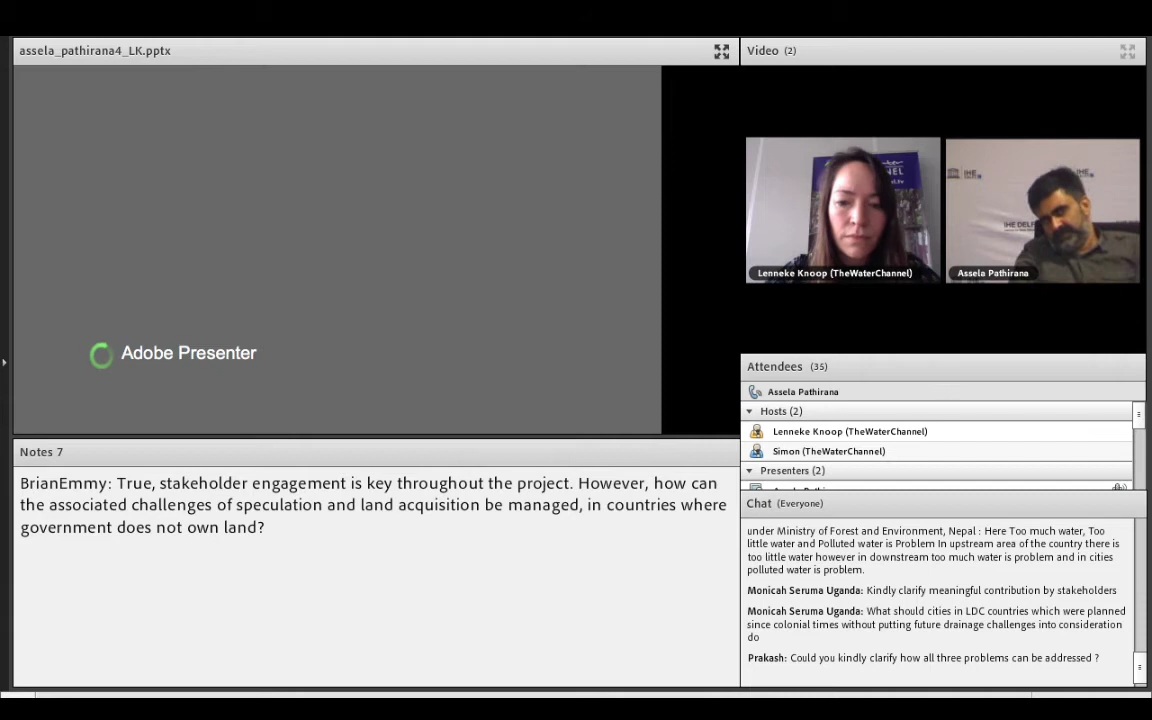 assela_pathirana4_LK.pptx
Adobe Presenter
Notes 7
BrianEmmy: True, stakeholder engagement is key throughout the project. However, how can
the associated challenges of speculation and land acquisition be managed, in countries where
government does not own land?
Video (2)
NEL
IHE
IHE
IHE DELF
Lenneke Knoop (TheWaterChannel)
Assela Pathirana
Attendees (35)
Assela Pathirana
Hosts (2)
Lenneke Knoop (TheWaterChannel)
Simon (TheWaterChannel)
Presenters (2)
Chat (Everyone)
under Ministry of Forest and Environment, Nepal : Here Too much water, Too
little water and Polluted water is Problem In upstream area of the country there is
too little water however in downstream too much water is problem and in cities
polluted water is problem.
Monicah Seruma Uganda: Kindly clarify meaningful contribution by stakeholders
Monicah Seruma Uganda: What should cities in LDC countries which were planned
since colonial times without putting future drainage challenges into consideration
do
Prakash: Could you kindly clarify how all three problems can be addressed ?